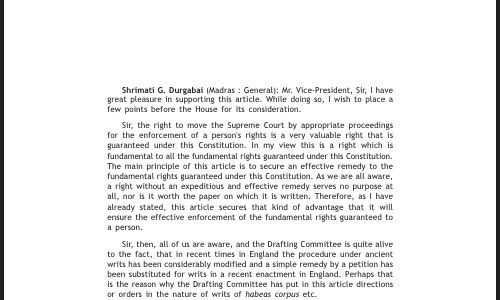 Shrimati G. Durgabai (Madras : General): Mr. Vice-President, Sir, I have
great pleasure in supporting this article. While doing so, I wish to place a
few points before the House for its consideration.
Sir, the right to move the Supreme Court by appropriate proceedings
for the enforcement of a person's rights is a very valuable right that is
guaranteed under this Constitution. In my view this is a right which is
fundamental to all the fundamental rights guaranteed under this Constitution.
The main principle of this article is to secure an effective remedy to the
fundamental rights guaranteed under this Constitution. As we are all aware,
a right without an expeditious and effective remedy serves no purpose at
all, nor is it worth the paper on which it is written. Therefore, as I have
already stated, this article secures that kind of advantage that it will
ensure the effective enforcement of the fundamental rights guaranteed to
a person.
Sir, then, all of us are aware, and the Drafting Committee is quite alive
to the fact, that in recent times in England the procedure under ancient
writs has been considerably modified and a simple remedy by a petition has
been substituted for writs in a recent enactment in England. Perhaps that
is the reason why the Drafting Committee has put in this article directions
or orders in the nature of writs of habeas corpus etc.